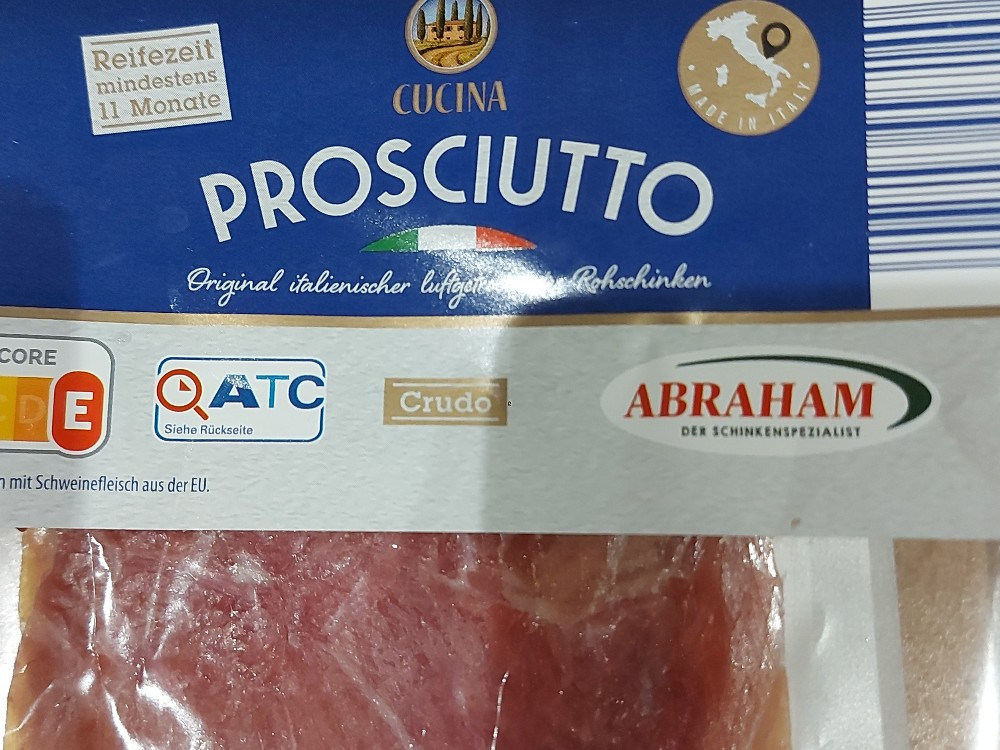 Reifezeit
mindestens
11 Monate
CUCINA
MADE IN ITALY
PROSCIUTTO
Original italienischer Rohschinken
CORE
D E
ATC
Siehe Rückseite
Crudo
ABRAHAM
DER SCHINKENSPEZIALIST
mit Schweinefleisch aus der EU.